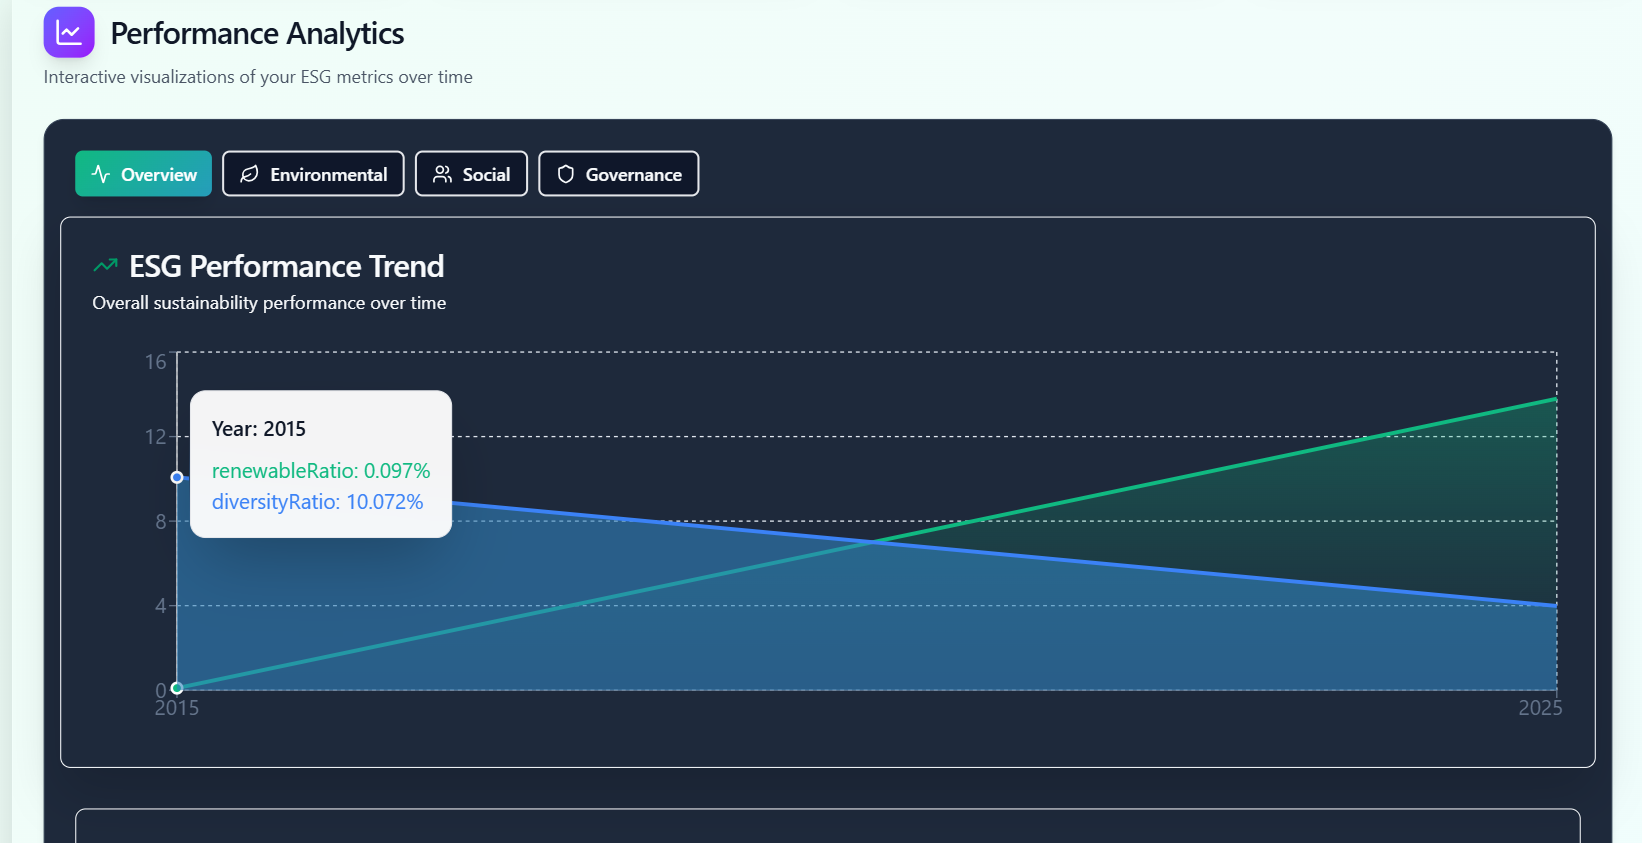 Performance Analytics
Interactive visualizations of your ESG metrics over time
Overview
Environmental
Social
Governance
ESG Performance Trend
Overall sustainability performance over time
16
12
8
4
0
Year: 2015
renewableRatio: 0.097%
diversityRatio: 10.072%
2015
2025